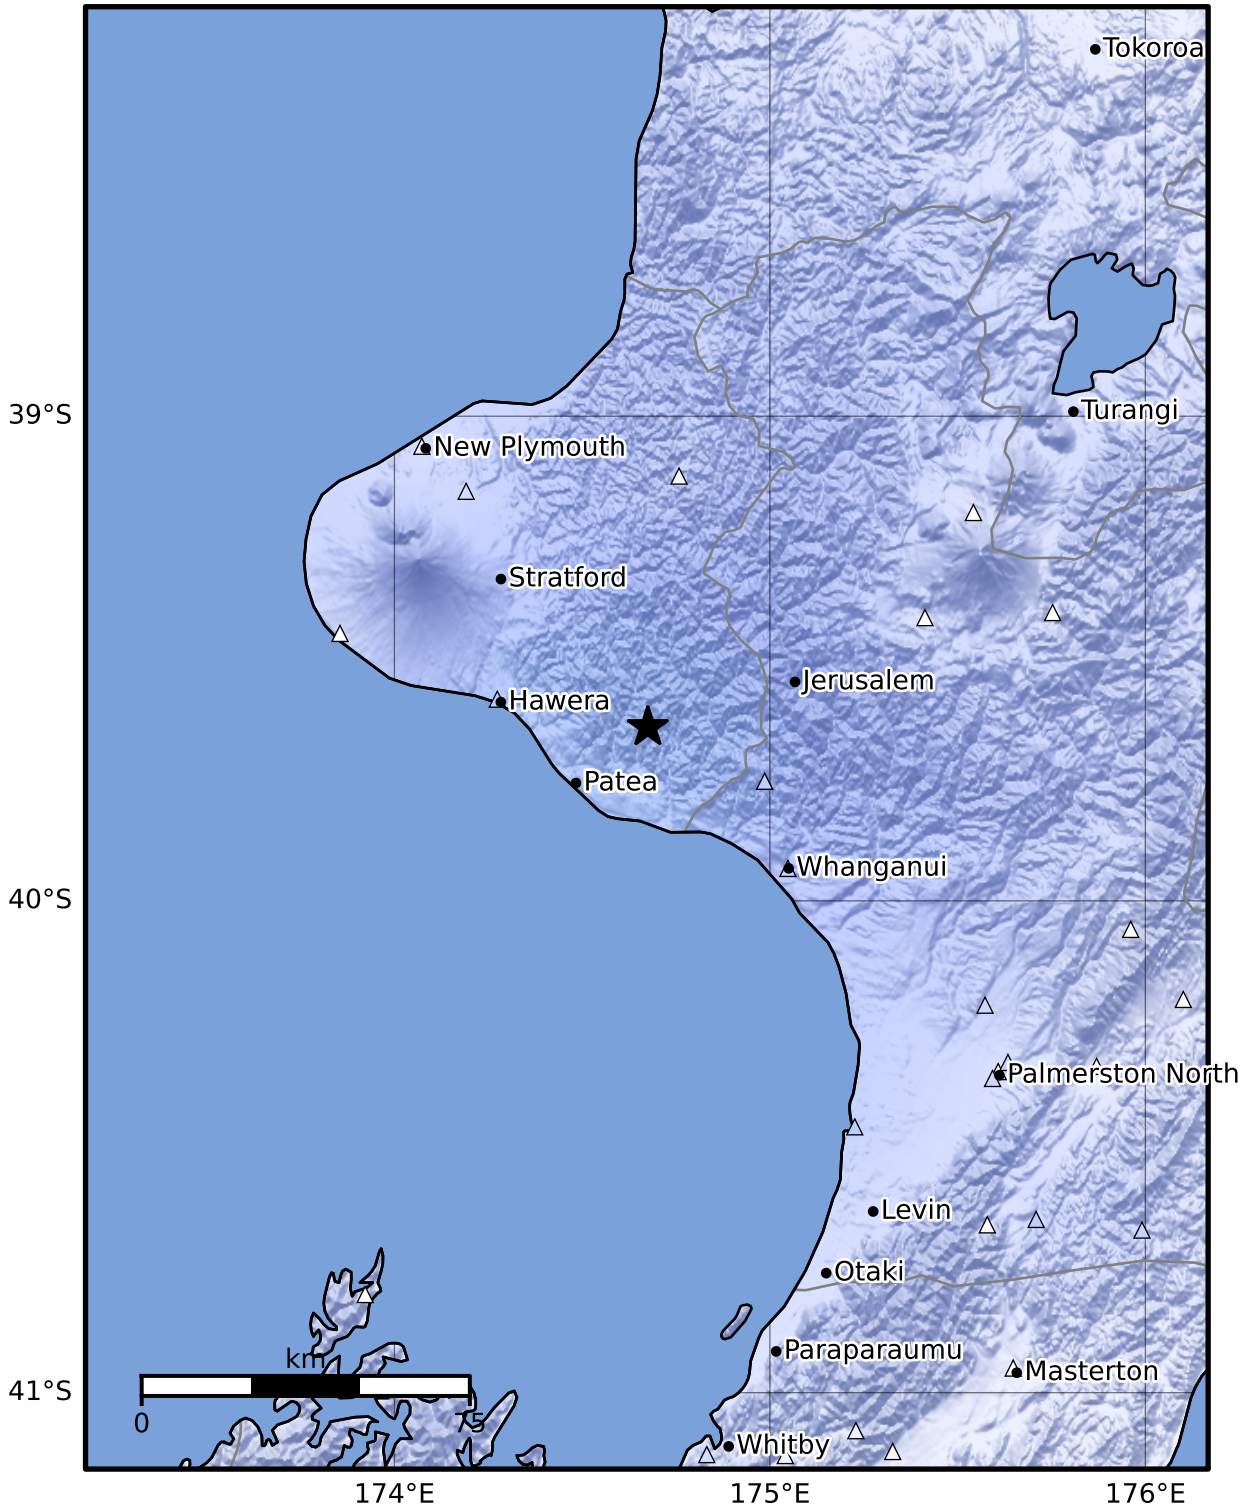 Tokoroa
39°S
Turangi
New Plymouth
Stratford
Jerusalem
Hawera
Patea
Whanganui
40°S
Palmerston North
Levin
Otaki
Paraparaumu
km
Masterton
41°S
0
75
Whitby
174°E
175°E
176°E